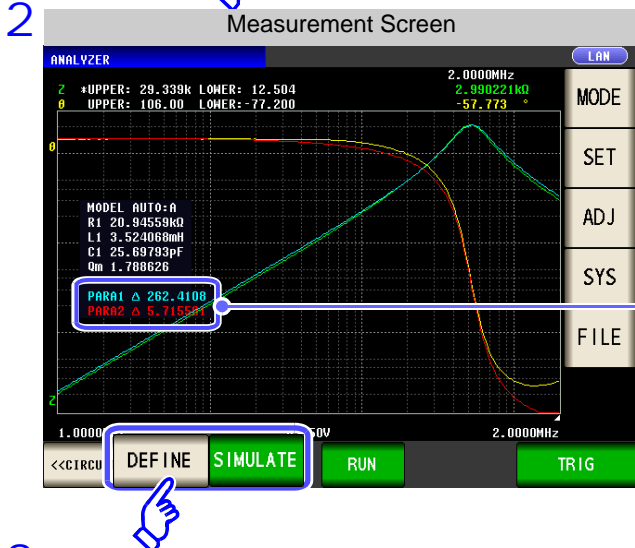 2
Measurement Screen
ANALYZER
LAN
2.0000MHz
Z *UPPER: 29.339k LOWER: 12.504 2.990221kΩ
θ UPPER: 106.00 LOWER:-77.200 -57.773 °
MODE
SET
ADJ
SYS
FILE
θ
MODEL AUTO:A
R1 20.94559kΩ
L1 3.524068mH
C1 25.69793pF
Qm 1.788626
PARA1 Δ 262.4108
PARA2 Δ 5.715501
Z
1.0000 50V 2.0000MHz
<<CIRCU DEFINE SIMULATE RUN TRIG